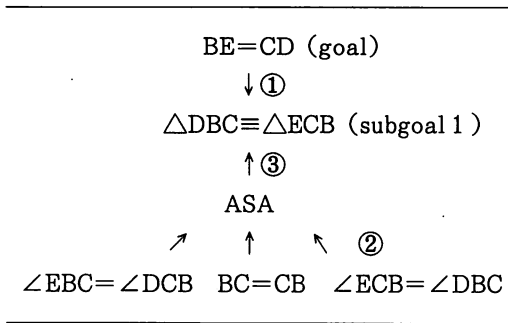 BE=CD (goal)
↓①
△DBC≡△ECB (subgoal 1)
↑③
ASA
↗ ↑ ↖ ②
∠EBC=∠DCB BC=CB ∠ECB=∠DBC